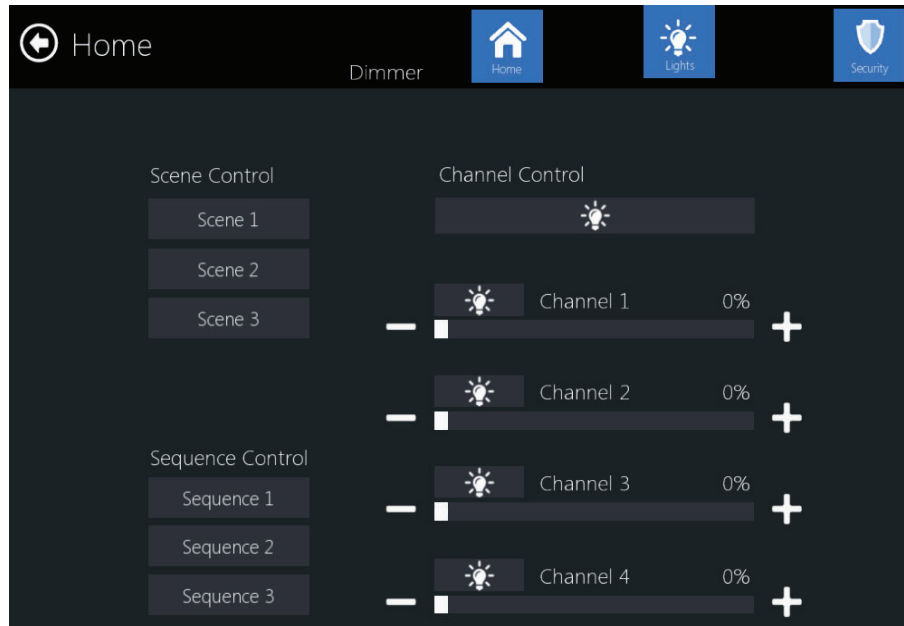 Home
Dimmer
Home
Lights
Security
Scene Control
Scene 1
Scene 2
Scene 3
Sequence Control
Sequence 1
Sequence 2
Sequence 3
Channel Control
Channel 1 0%
Channel 2 0%
Channel 3 0%
Channel 4 0%